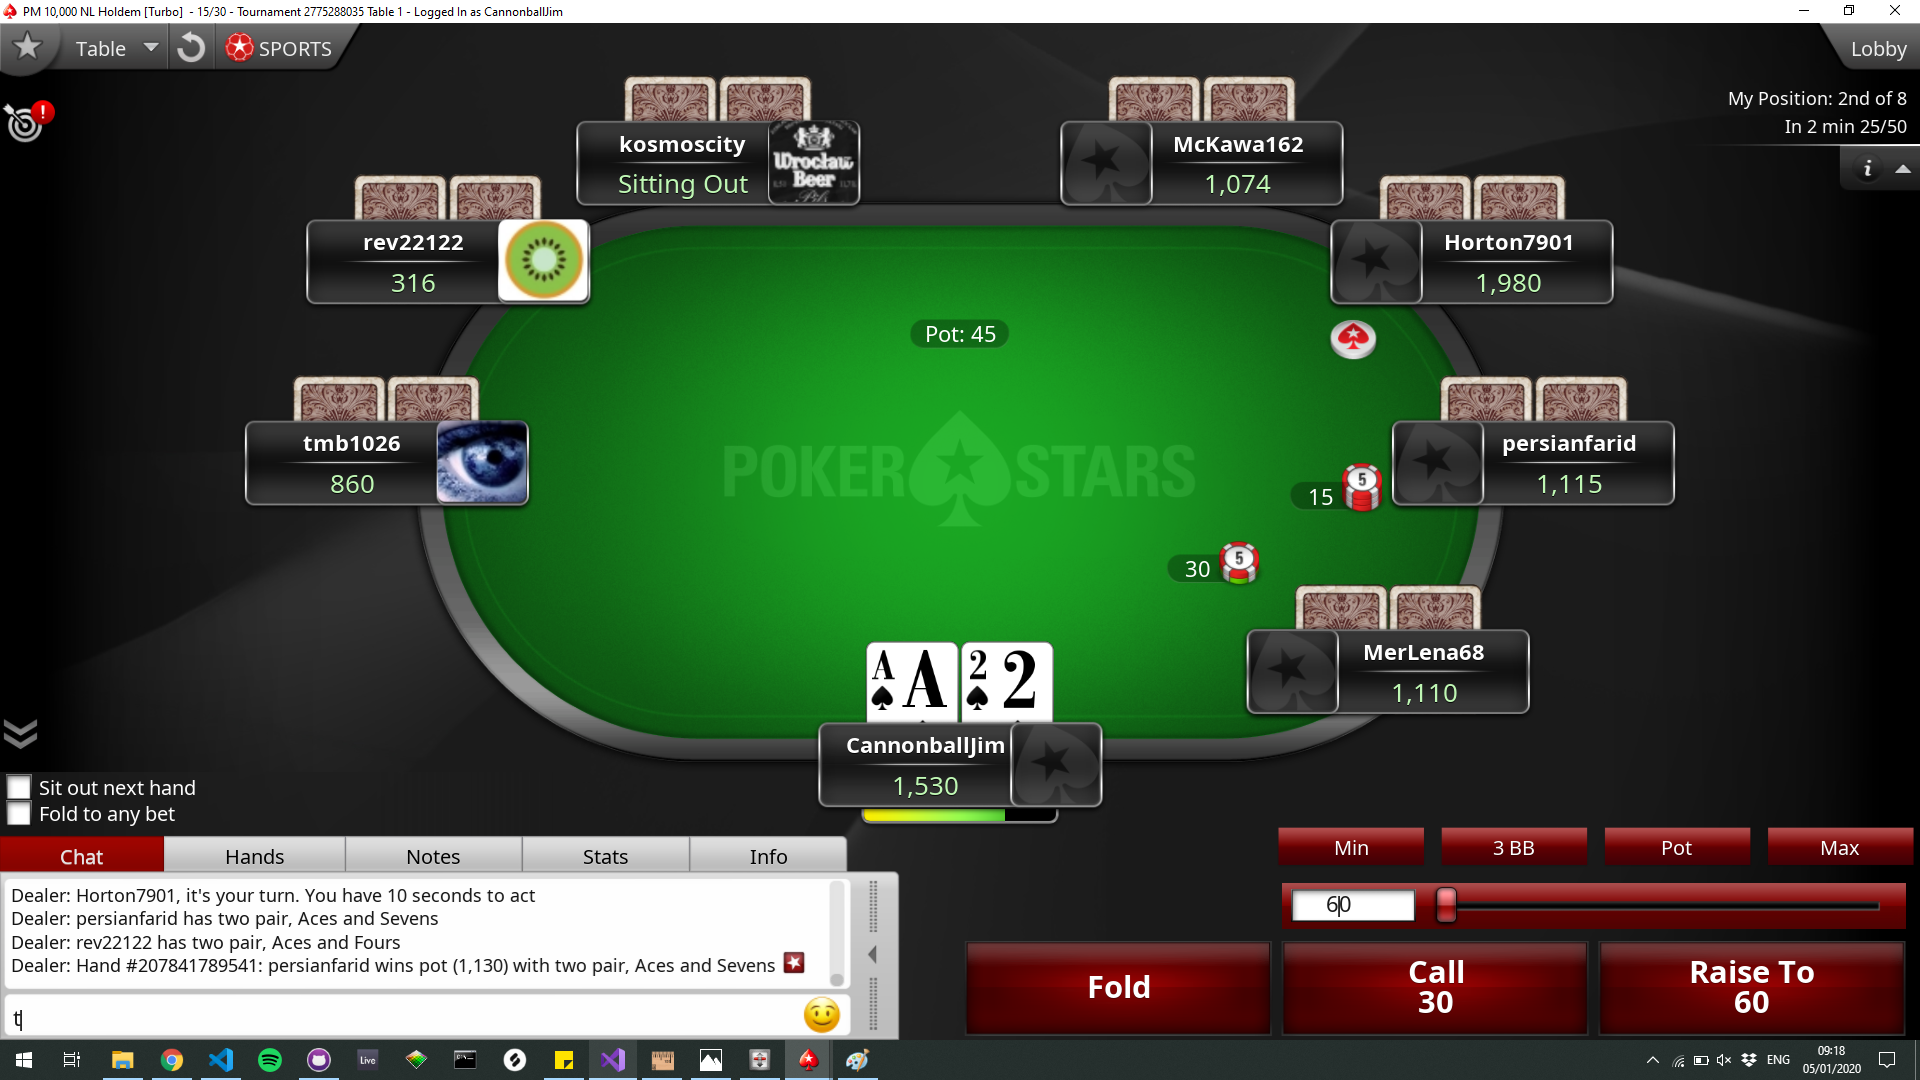 PM 10,000 NL Holdem [Turbo] - 15/30 - Tournament 2775288035 Table 1 - Logged In as CannonballJim
Table
SPORTS
Lobby
My Position: 2nd of 8
In 2 min 25/50
kosmoscity
Sitting Out
Wrocław
Beer
McKawa162
1,074
rev22122
316
Horton7901
1,980
Pot: 45
tmb1026
860
POKER STARS
persianfarid
1,115
15 5
30 5
MerLena68
1,110
A A 2 2
CannonballJim
1,530
Sit out next hand
Fold to any bet
Chat Hands Notes Stats Info
Dealer: Horton7901, it's your turn. You have 10 seconds to act
Dealer: persianfarid has two pair, Aces and Sevens
Dealer: rev22122 has two pair, Aces and Fours
Dealer: Hand #207841789541: persianfarid wins pot (1,130) with two pair, Aces and Sevens
t
Min 3 BB Pot Max
60
Fold
Call
30
Raise To
60
Live
ENG
09:18
05/01/2020